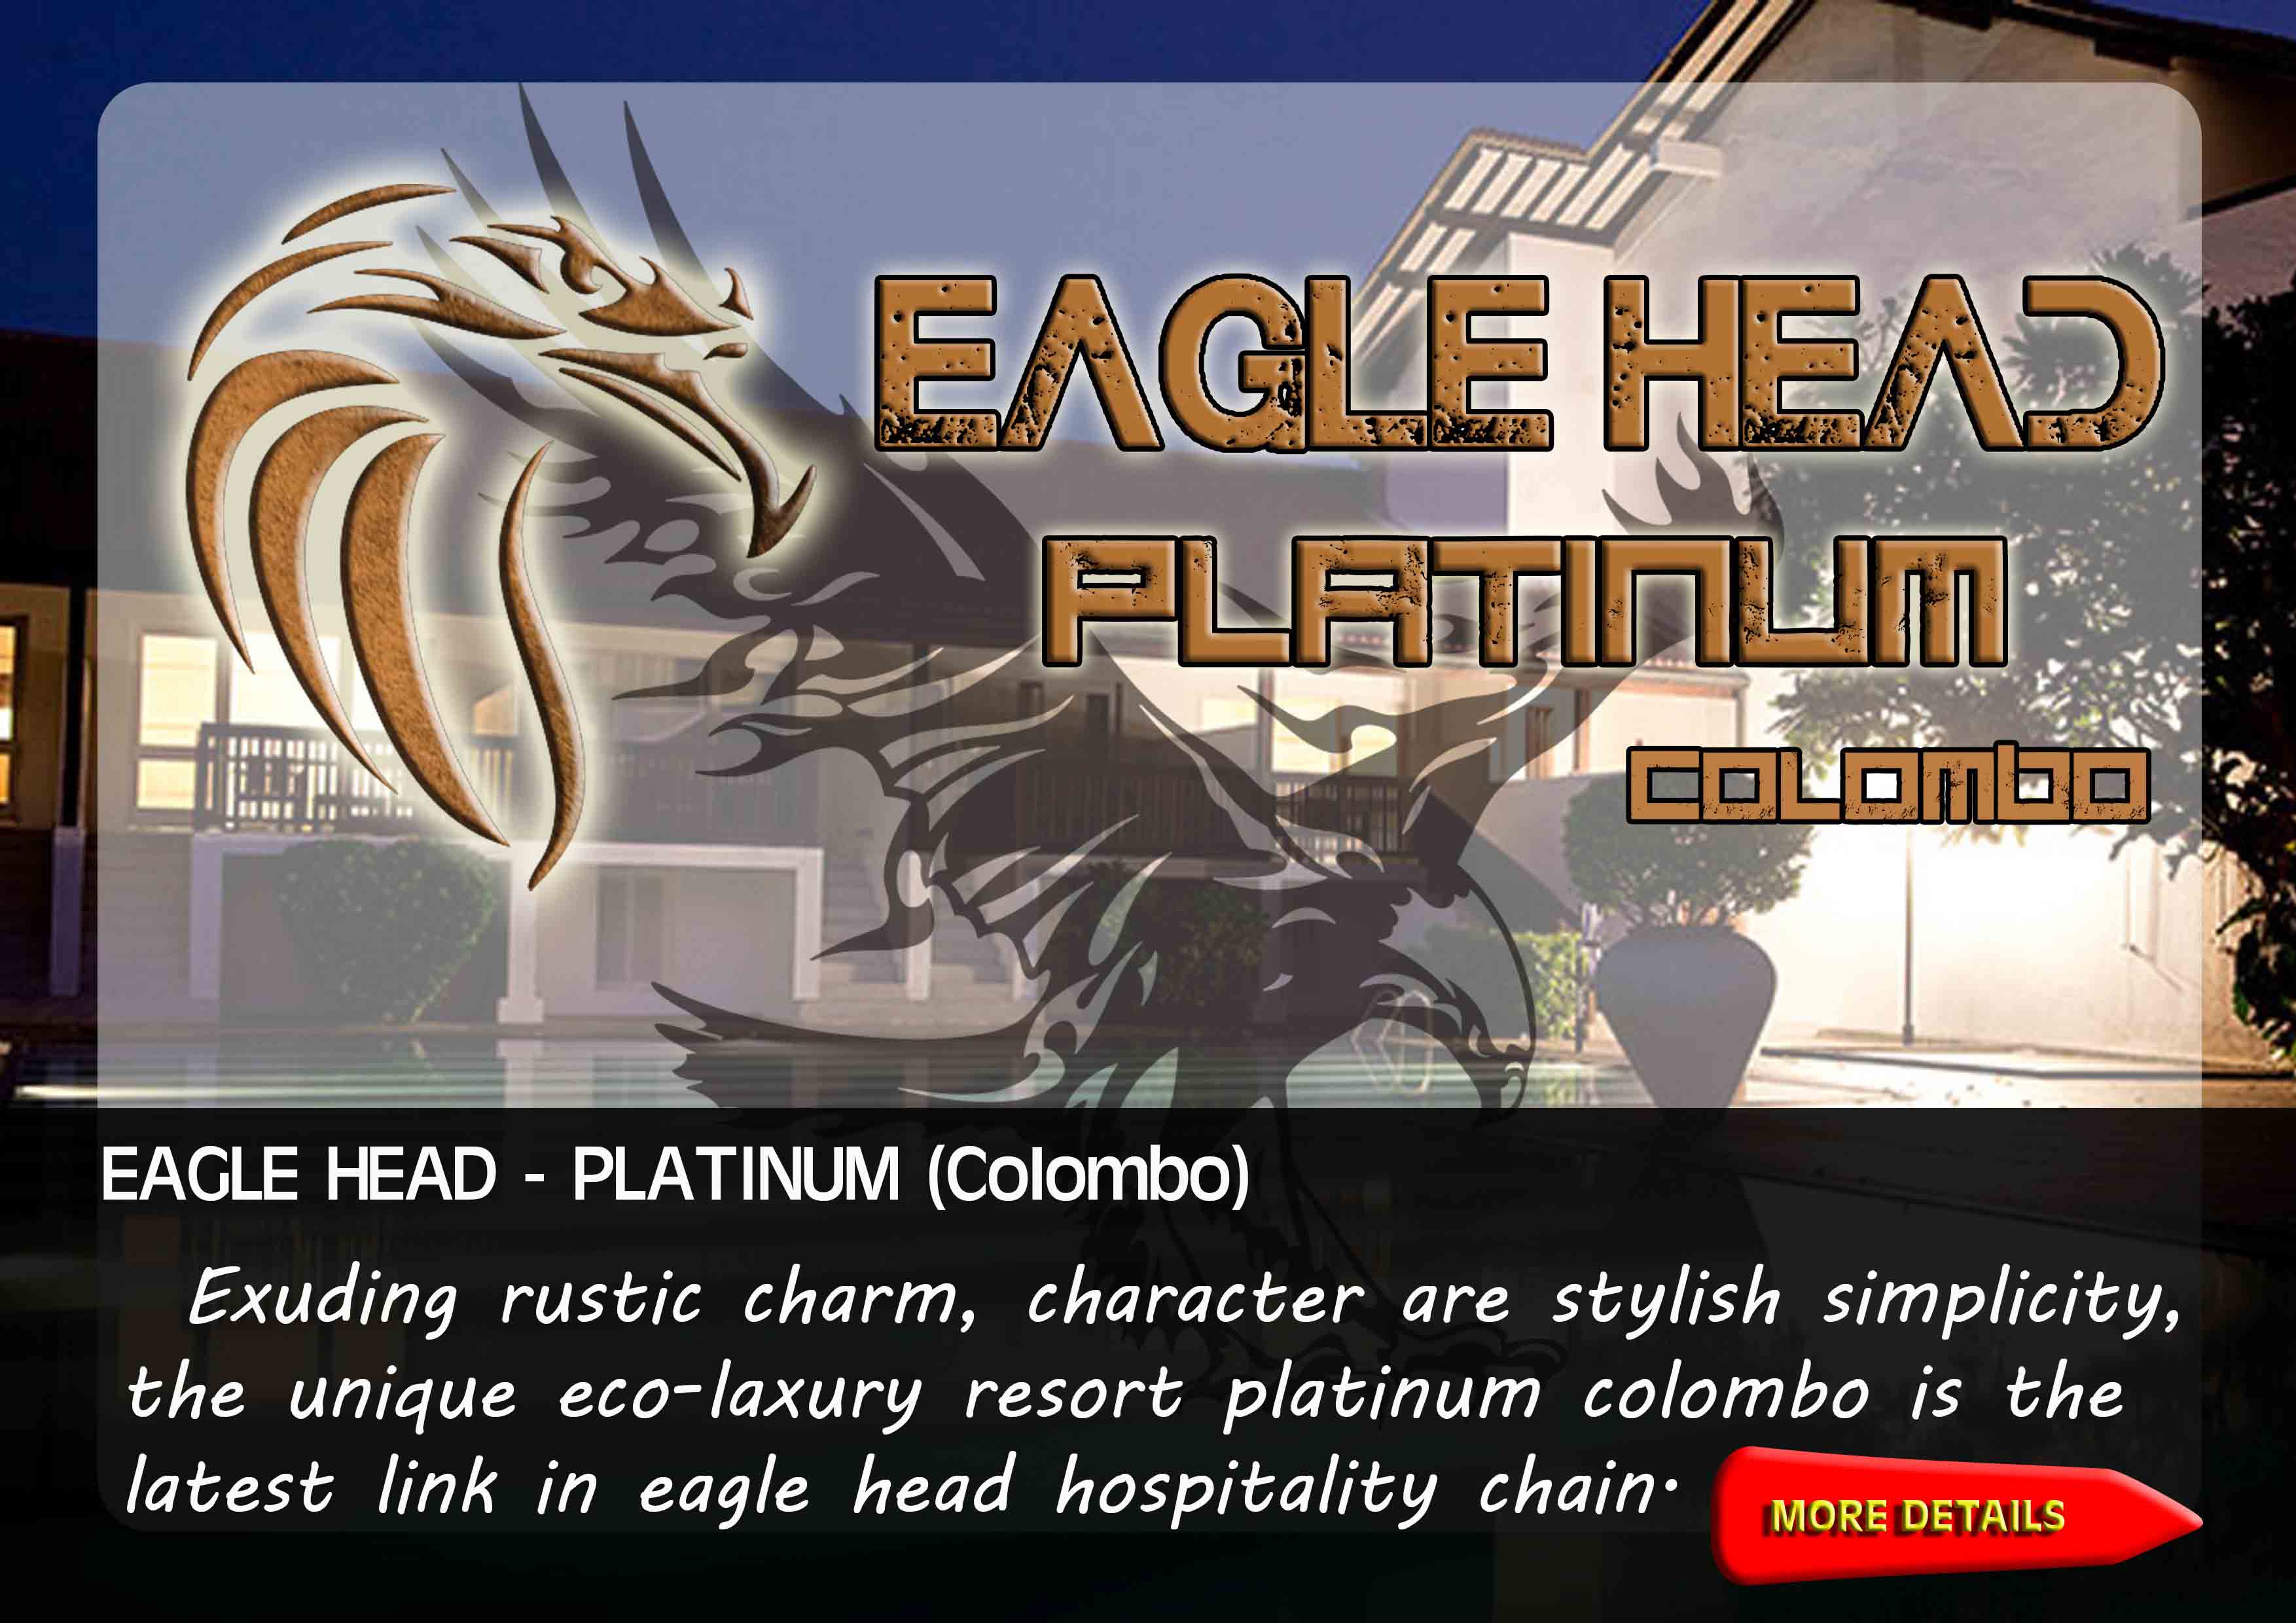 EAGLE HEAD
PLATINUM
COLOMbO
EAGLE HEAD - PLATINUM (Colombo)
Exuding rustic charm, character are stylish simplicity,
the unique eco-laxury resort platinum colombo is the
latest link in eagle head hospitality chain.
MORE DETAILS